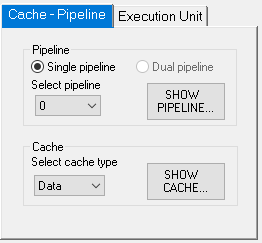 Cache - Pipeline Execution Unit
Pipeline
Single pipeline Dual pipeline
Select pipeline
0
SHOW
PIPELINE...
Cache
Select cache type
Data
SHOW
CACHE...